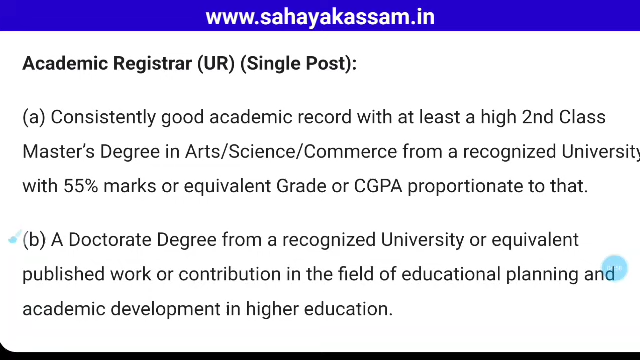 www.sahayakassam.in
Academic Registrar (UR) (Single Post):
(a) Consistently good academic record with at least a high 2nd Class
Master's Degree in Arts/Science/Commerce from a recognized University
with 55% marks or equivalent Grade or CGPA proportionate to that.
(b) A Doctorate Degree from a recognized University or equivalent
published work or contribution in the field of educational planning and
academic development in higher education.